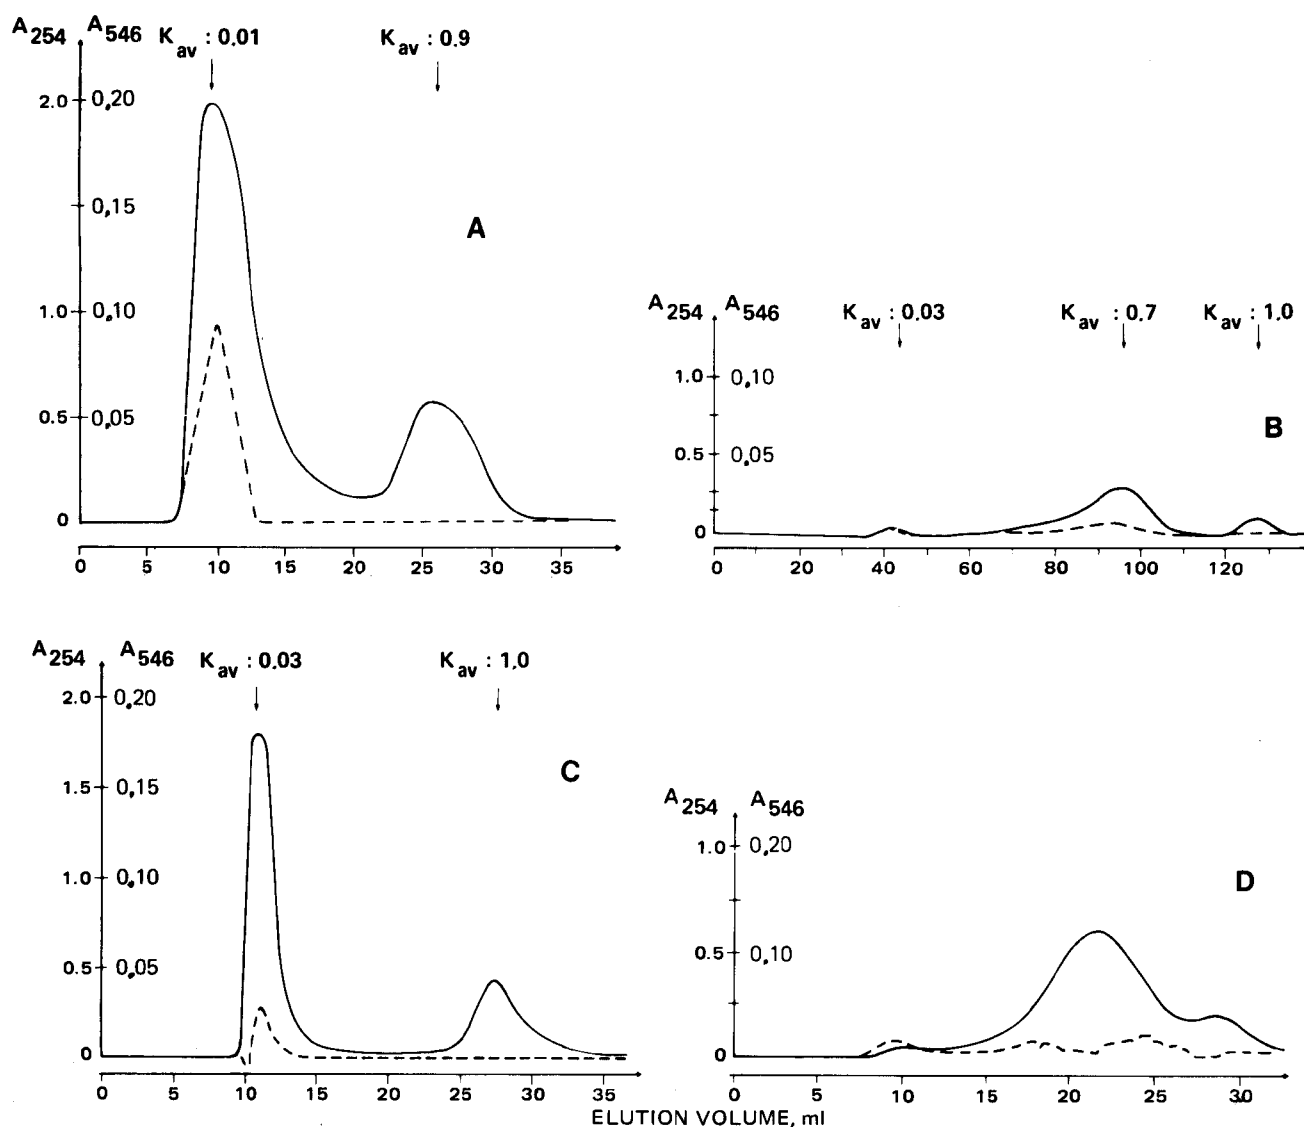 A254 A546 Kav : 0.01 Kav : 0.9
2.0 0,20
0,15
1.0 0,10
0.5 0,05
0
A
0 5 10 15 20 25 30 35
A254 A546 Kav : 0.03 Kav : 0.7 Kav : 1.0
1.0 0,10
0.5 0,05
0
B
0 20 40 60 80 100 120
A254 A546 Kav : 0.03 Kav : 1.0
2.0 0,20
1.5 0,15
1.0 0,10
0.5 0,05
0
C
0 5 10 15 20 25 30 35
A254 A546
1.0 0,20
0.5 0,10
0
D
0 10 15 20 25 30
ELUTION VOLUME, ml